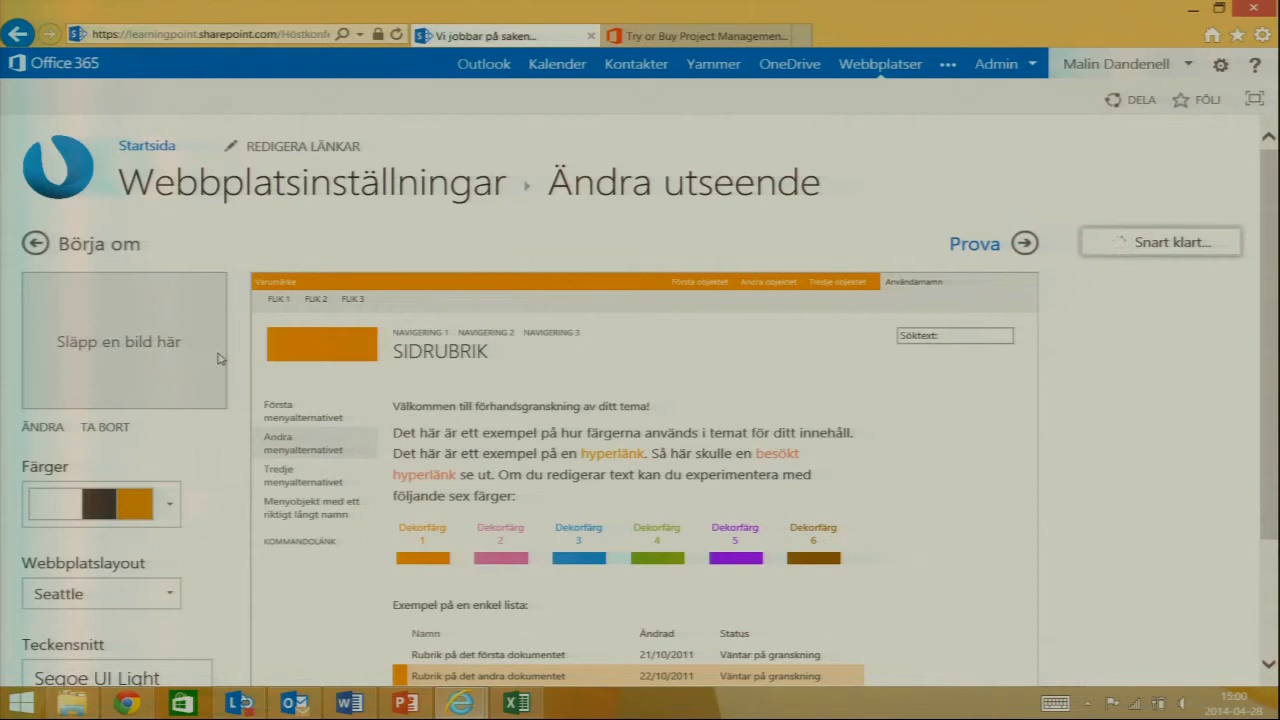 https://learningpoint.sharepoint.com/Höstkonfe
Vi jobbar på saken...
Try or Buy Project Managemen...
Office 365
Outlook Kalender Kontakter Yammer OneDrive Webbplatser ••• Admin Malin Dandenell ?
DELA FÖLJ
Startsida REDIGERA LÄNKAR
Webbplatsinställningar Ändra utseende
Börja om
Prova
Snart klart...
Släpp en bild här
ÄNDRA TA BORT
Färger
Webbplatslayout
Seattle
Teckensnitt
Segoe UI Light
Varumärke Första objektet Andra objektet Tredje objektet Användarnamn
FLIK 1 FLIK 2 FLIK 3
NAVIGERING 1 NAVIGERING 2 NAVIGERING 3
SIDRUBRIK
Söktext:
Första
menyalternativet
Andra
menyalternativet
Tredje
menyalternativet
Menyobjekt med ett
riktigt långt namn
KOMMANDOLÄNK
Välkommen till förhandsgranskning av ditt tema!
Det här är ett exempel på hur färgerna används i temat för ditt innehåll.
Det här är ett exempel på en hyperlänk. Så här skulle en besökt
hyperlänk se ut. Om du redigerar text kan du experimentera med
följande sex färger:
Dekorfärg Dekorfärg Dekorfärg Dekorfärg Dekorfärg Dekorfärg
1 2 3 4 5 6
Exempel på en enkel lista:
Namn Ändrad Status
Rubrik på det första dokumentet 21/10/2011 Väntar på granskning
Rubrik på det andra dokumentet 22/10/2011 Väntar på granskning
15:00
2014-04-28